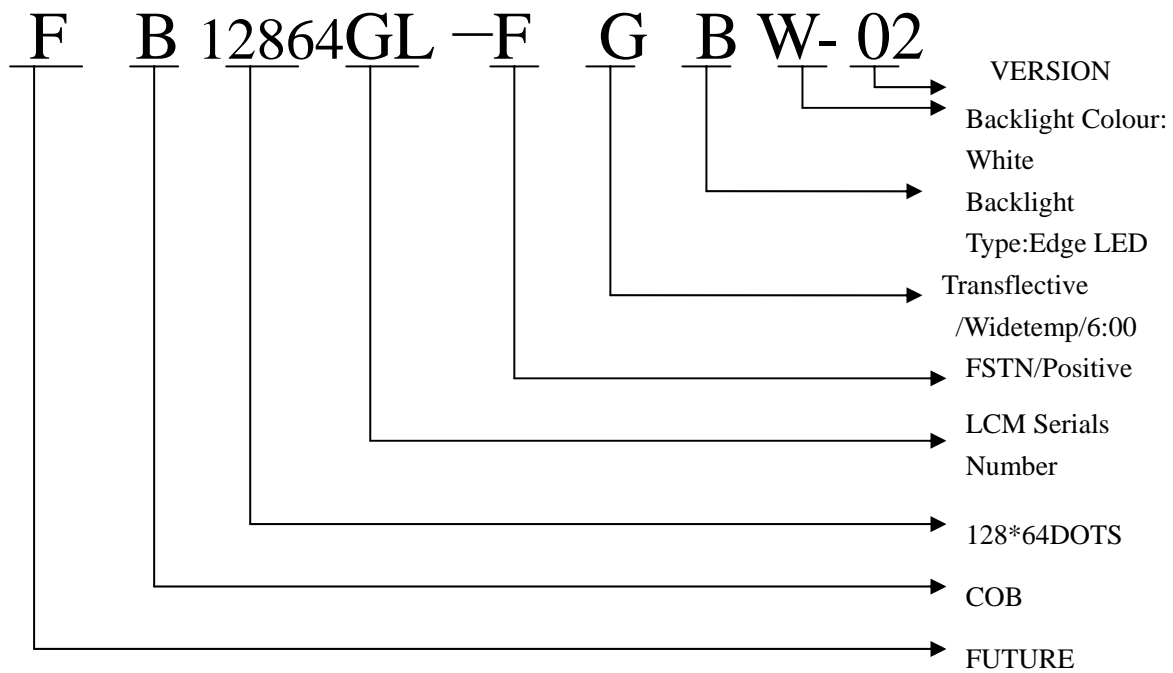 F B 12864GL －F G B W- 02
VERSION
Backlight Colour:
White
Backlight
Type:Edge LED
Transflective
/Widetemp/6:00
FSTN/Positive
LCM Serials
Number
128*64DOTS
COB
FUTURE